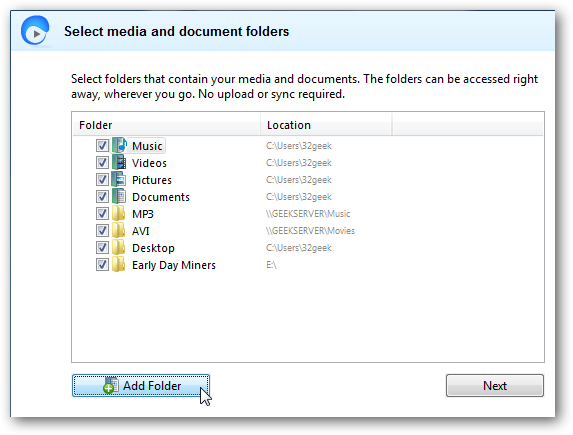 Select media and document folders
Select folders that contain your media and documents. The folders can be accessed right
away, wherever you go. No upload or sync required.
Folder Location
Music C:\Users\32geek
Videos C:\Users\32geek
Pictures C:\Users\32geek
Documents C:\Users\32geek
MP3 \\GEEKSERVER\Music
AVI \\GEEKSERVER\Movies
Desktop C:\Users\32geek
Early Day Miners E:\
Add Folder Next